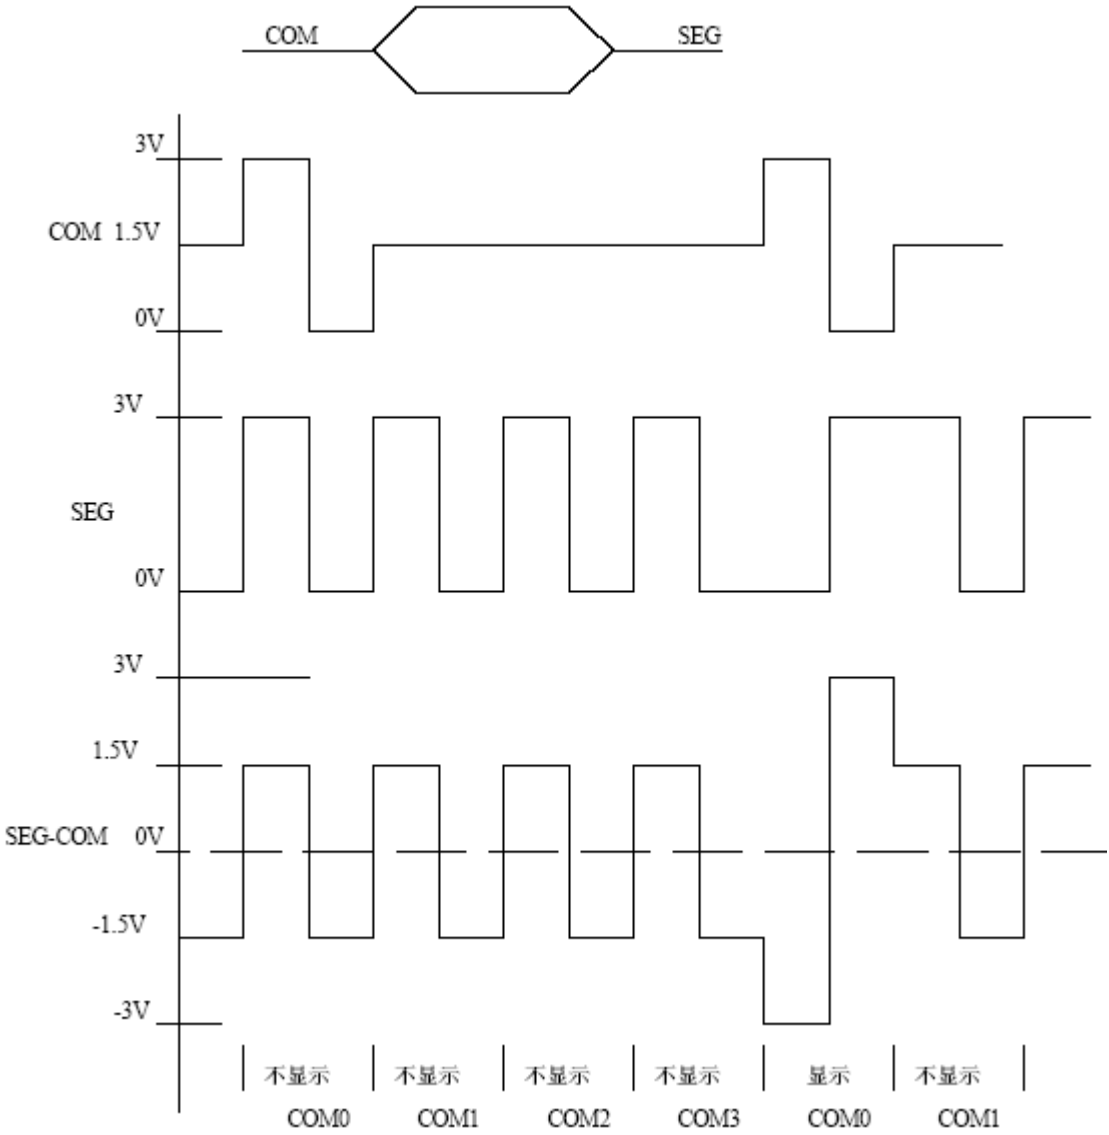 COM SEG
3V
COM 1.5V
0V
3V
SEG
0V
3V
1.5V
SEG-COM 0V
-1.5V
-3V
不显示 不显示 不显示 不显示 显示 不显示
COM0 COM1 COM2 COM3 COM0 COM1